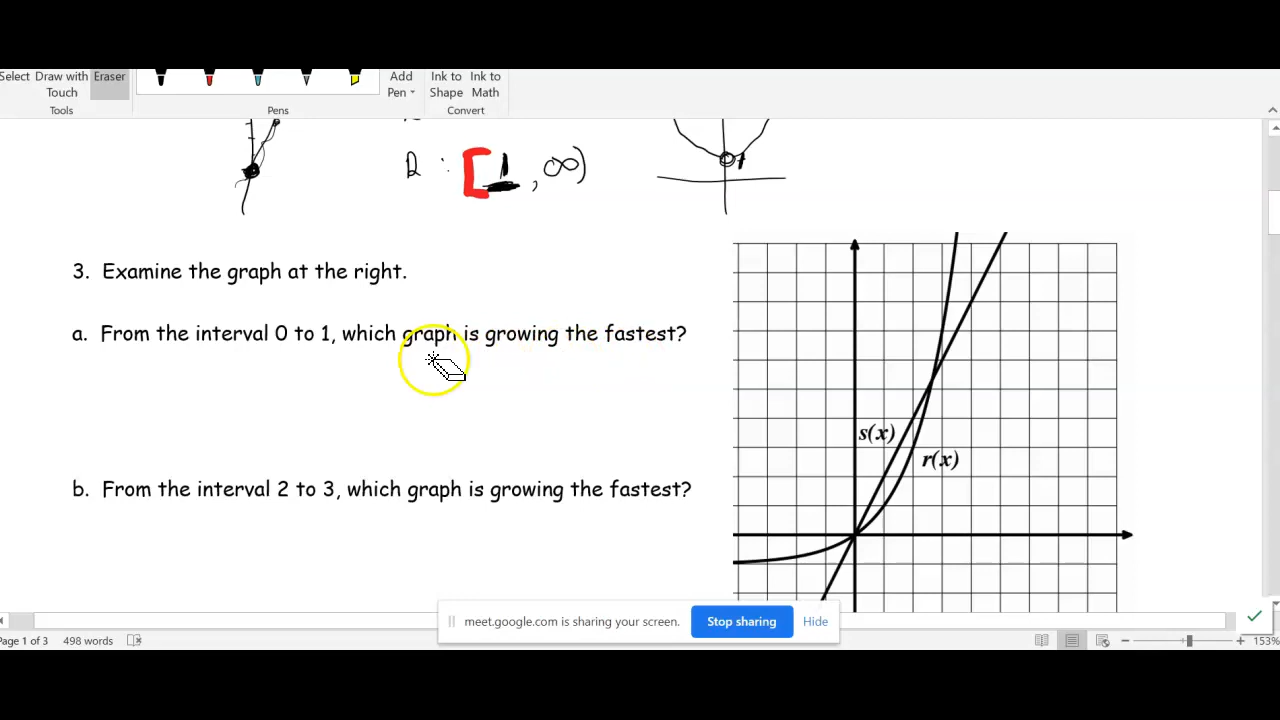 Select Draw with Touch Eraser Add Pen Ink to Shape Ink to Math
Tools Pens Convert
R : [1, ∞) 1
3. Examine the graph at the right.
a. From the interval 0 to 1, which graph is growing the fastest?
s(x)
r(x)
b. From the interval 2 to 3, which graph is growing the fastest?
meet.google.com is sharing your screen. Stop sharing Hide
Page 1 of 3 498 words 153%